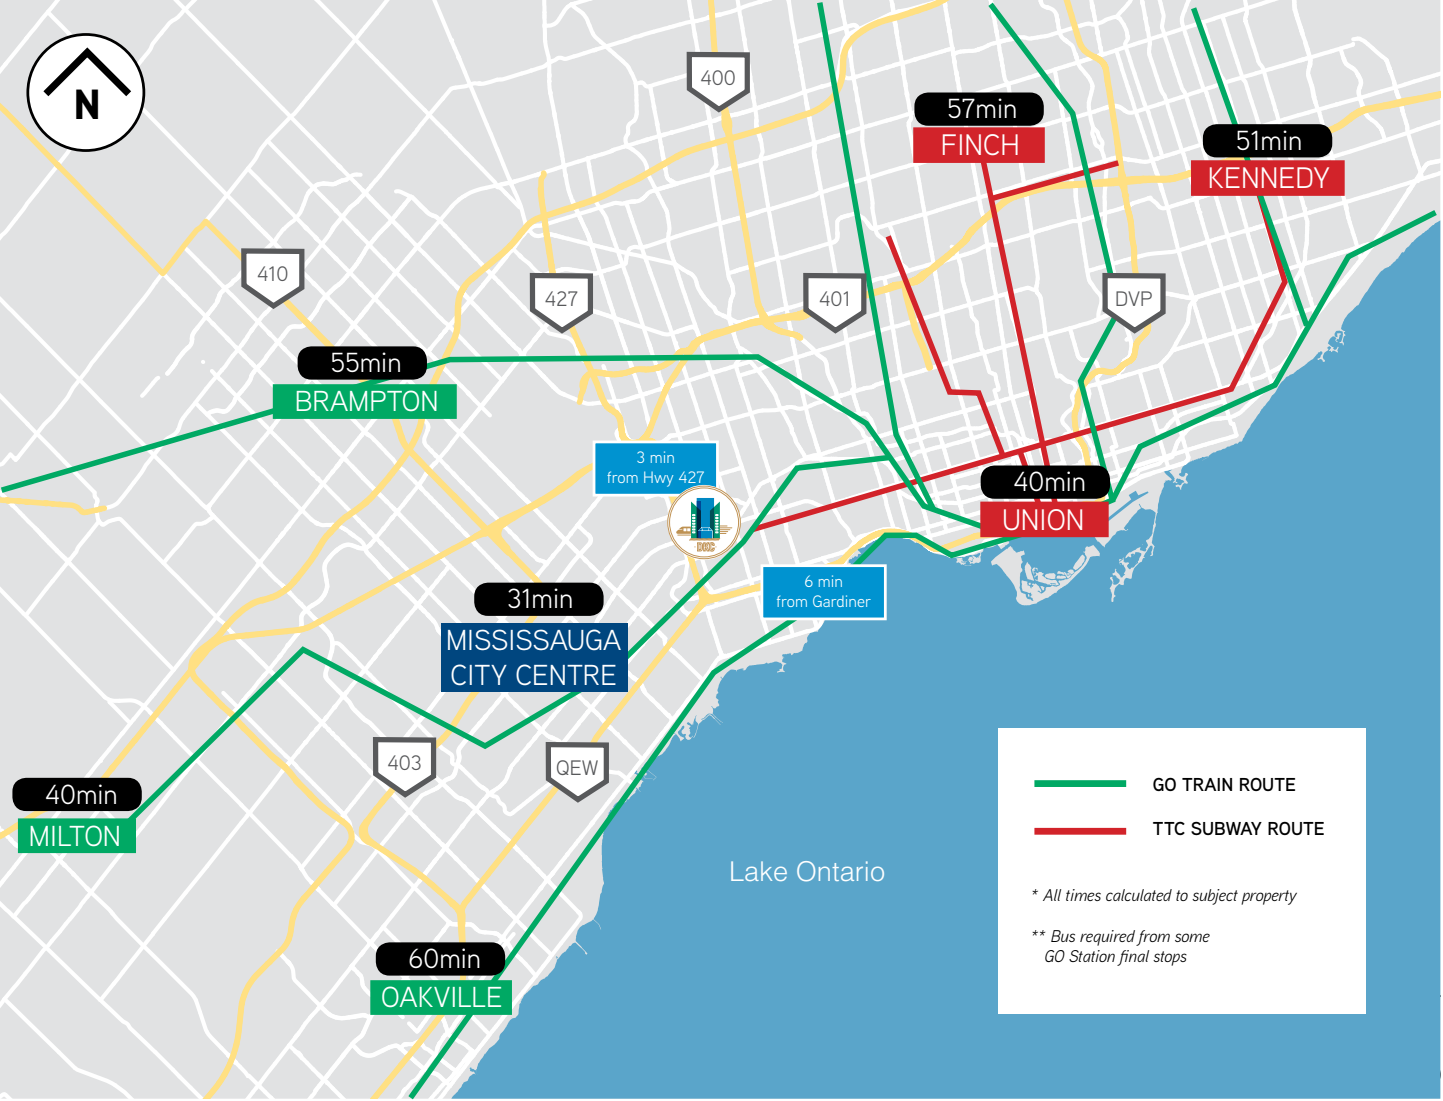 N
400
57min
FINCH
51min
KENNEDY
410
427
401
DVP
55min
BRAMPTON
3 min
from Hwy 427
40min
UNION
DKC
6 min
from Gardiner
31min
MISSISSAUGA
CITY CENTRE
403
QEW
40min
MILTON
Lake Ontario
60min
OAKVILLE
GO TRAIN ROUTE
TTC SUBWAY ROUTE
* All times calculated to subject property
** Bus required from some
GO Station final stops